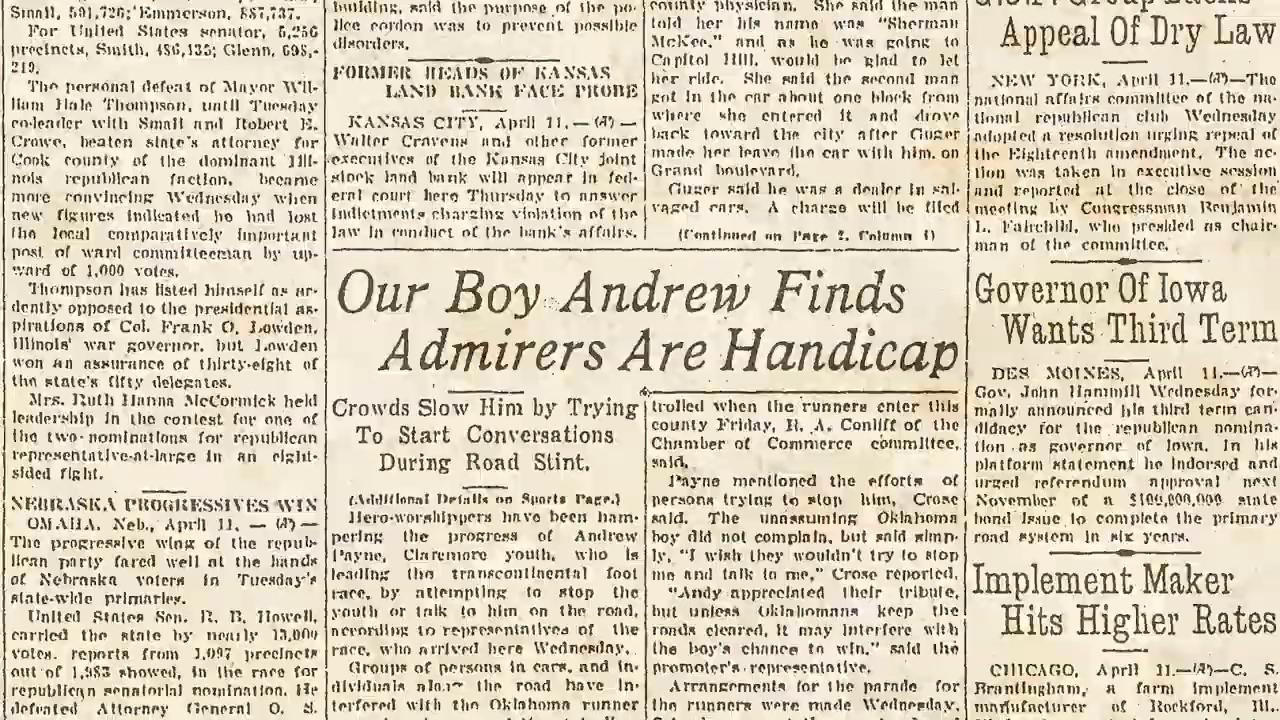 Small, 591,726; Emmerson, 887,737.
For United States senator, 5,256
precincts, Smith, 486,135; Glenn, 698,-
219.
The personal defeat of Mayor Wil-
liam Hale Thompson, until Tuesday
co-leader with Small and Robert E.
Crowe, beaten state's attorney for
Cook county of the dominant Illi-
nois republican faction, became
more convincing Wednesday when
new figures indicated he had lost
the local comparatively important
post of ward committeeman by up-
ward of 1,000 votes.
Thompson has listed himself as ar-
dently opposed to the presidential as-
pirations of Col. Frank O. Lowden,
Illinois' war governor, but Lowden
won an assurance of thirty-eight of
the state's fifty delegates.
Mrs. Ruth Hanna McCormick held
leadership in the contest for one of
the two nominations for republican
representative-at-large in an eight-
sided fight.
NEBRASKA PROGRESSIVES WIN
OMAHA, Neb., April 11. — (AP) —
The progressive wing of the repub-
lican party fared well at the hands
of Nebraska voters in Tuesday's
state-wide primaries.
United States Sen. R. B. Howell,
carried the state by nearly 13,000
votes, reports from 1,097 precincts
out of 1,983 showed, in the race for
republican senatorial nomination. He
defeated Attorney General O. S.
building, said the purpose of the po-
lice cordon was to prevent possible
disorders.
FORMER HEADS OF KANSAS
LAND BANK FACE PROBE
KANSAS CITY, April 11.—(AP)—
Walter Cravens and other former
executives of the Kansas City joint
stock land bank will appear in fed-
eral court here Thursday to answer
indictments charging violation of the
law in conduct of the bank's affairs.
county physician. She said the man
told her his name was "Sherman
McKee," and as he was going to
Capitol Hill, would be glad to let
her ride. She said the second man
got in the car about one block from
where she entered it and drove
back toward the city after Guger
made her leave the car with him on
Grand boulevard.
Guger said he was a dealer in sal-
vaged cars. A charge will be filed
(Continued on Page 2, Column 1)
Our Boy Andrew Finds
Admirers Are Handicap
Crowds Slow Him by Trying
To Start Conversations
During Road Stint.
(Additional Details on Sports Page.)
Hero-worshippers have been ham-
pering the progress of Andrew
Payne, Claremore youth, who is
leading the transcontinental foot
race, by attempting to stop the
youth or talk to him on the road,
according to representatives of the
race, who arrived here Wednesday.
Groups of persons in cars, and in-
dividuals along the road have in-
terfered with the Oklahoma runner
trolled when the runners enter this
county Friday, R. A. Conliff of the
Chamber of Commerce committee,
said.
Payne mentioned the efforts of
persons trying to stop him, Crose
said. The unassuming Oklahoma
boy did not complain, but said simp-
ly, "I wish they wouldn't try to stop
me and talk to me," Crose reported.
"Andy appreciated their tribute,
but unless Oklahomans keep the
roads cleared, it may interfere with
the boy's chance to win," said the
promoter's representative.
Arrangements for the parade for
the runners were made Wednesday.
Appeal Of Dry Law
NEW YORK, April 11.—(AP)—The
national affairs committee of the na-
tional republican club Wednesday
adopted a resolution urging repeal of
the Eighteenth amendment. The ac-
tion was taken in executive session
and reported at the close of the
meeting by Congressman Benjamin
L. Fairchild, who presided as chair-
man of the committee.
Governor Of Iowa
Wants Third Term
DES MOINES, April 11.—(AP)—
Gov. John Hammill Wednesday for-
mally announced his third term can-
didacy for the republican nomina-
tion as governor of Iowa. In his
platform statement he indorsed and
urged referendum approval next
November of a $100,000,000 state
bond issue to complete the primary
road system in six years.
Implement Maker
Hits Higher Rates
CHICAGO, April 11.—(AP)—C. S.
Brantingham, a farm implement
manufacturer of Rockford, Ill.,